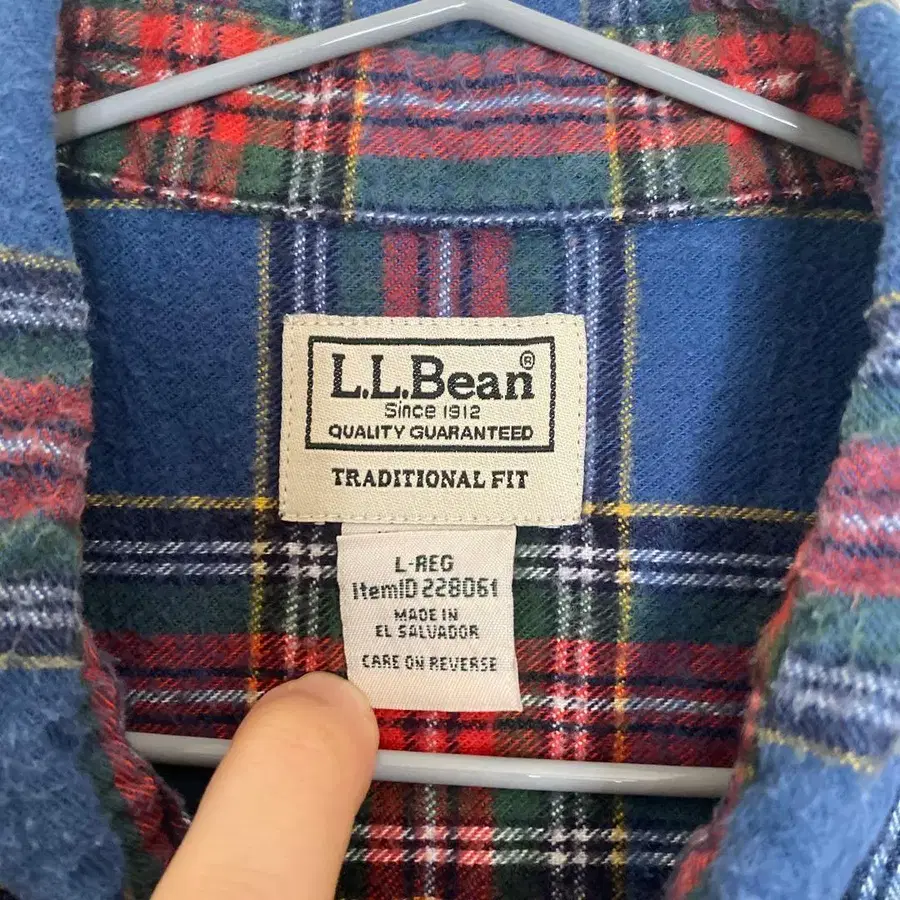 L.L.Bean®
Since 1912
QUALITY GUARANTEED
TRADITIONAL FIT
L-REG
ItemID 228061
MADE IN
EL SALVADOR
CARE ON REVERSE